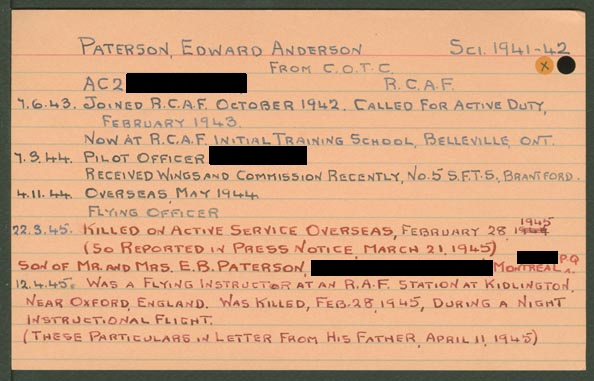 PATERSON, EDWARD ANDERSON SCI. 1941-42
FROM C.O.T.C. x
AC2 R.C.A.F.
7.6.43. JOINED R.C.A.F. OCTOBER 1942. CALLED FOR ACTIVE DUTY,
FEBRUARY 1943.
NOW AT R.C.A.F. INITIAL TRAINING SCHOOL, BELLEVILLE, ONT.
7.3.44. PILOT OFFICER
RECEIVED WINGS AND COMMISSION RECENTLY, NO.5 S.F.T.S., BRANTFORD.
4.11.44. OVERSEAS, MAY 1944
FLYING OFFICER
1945
22.3.45. KILLED ON ACTIVE SERVICE OVERSEAS, FEBRUARY 28, 1944
(SO REPORTED IN PRESS NOTICE, MARCH 21, 1945)
SON OF MR. AND MRS. E.B. PATERSON, MONTREAL, P.Q.
12.4.45. WAS A FLYING INSTRUCTOR AT AN R.A.F. STATION AT KIDLINGTON,
NEAR OXFORD, ENGLAND. WAS KILLED, FEB. 28, 1945, DURING A NIGHT
INSTRUCTIONAL FLIGHT.
(THESE PARTICULARS IN LETTER FROM HIS FATHER, APRIL 11, 1945)